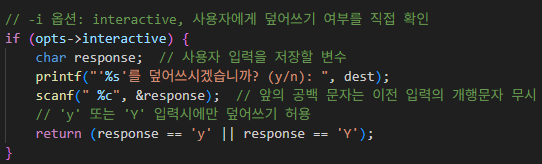 // -i 옵션: interactive, 사용자에게 덮어쓰기 여부를 직접 확인
if (opts->interactive) {
    char response;  // 사용자 입력을 저장할 변수
    printf("'%s'를 덮어쓰시겠습니까? (y/n): ", dest);
    scanf(" %c", &response);  // 앞의 공백 문자는 이전 입력의 개행문자 무시
    // 'y' 또는 'Y' 입력시에만 덮어쓰기 허용
    return (response == 'y' || response == 'Y');
}